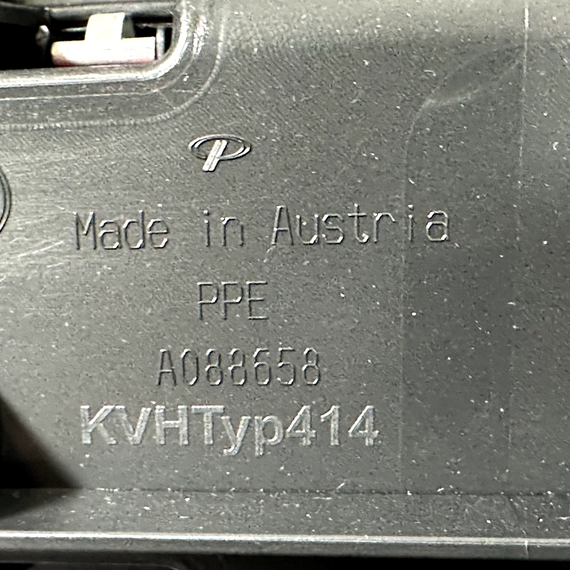 Made in Austria
PPE
A088658
KVHTyp414